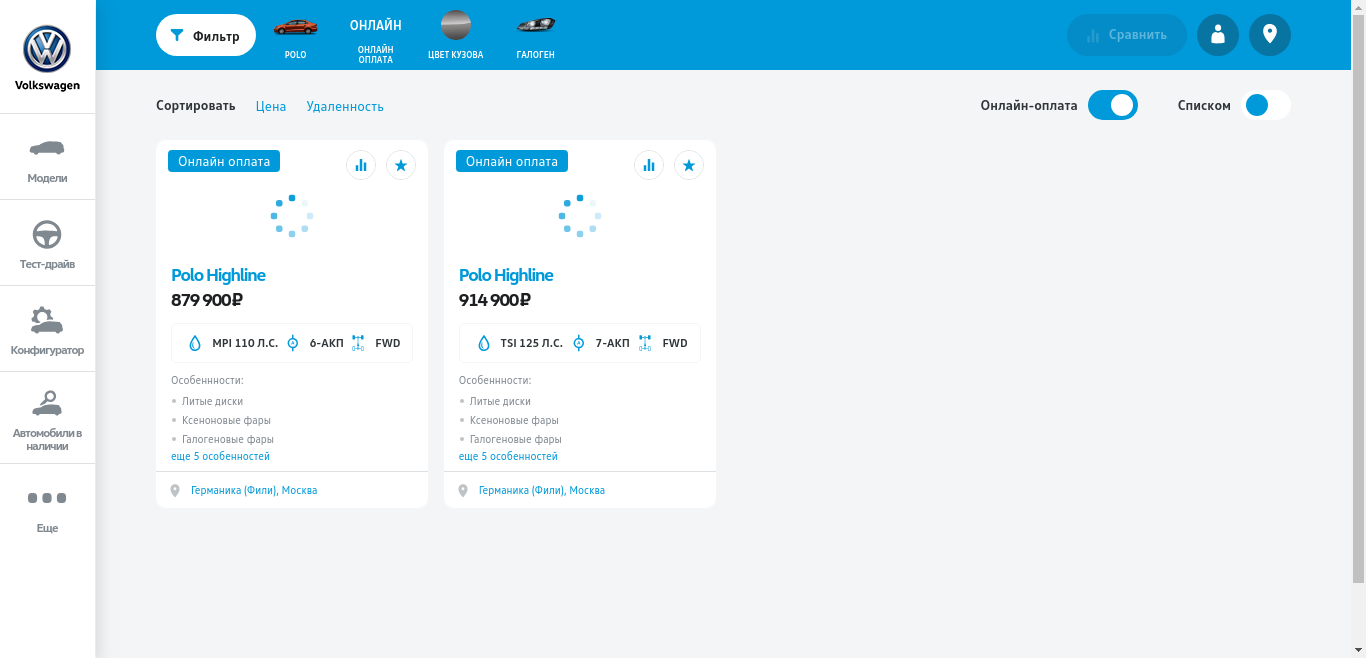 Volkswagen
Модели
Тест-драйв
Конфигуратор
Автомобили в
наличии
Еще
Фильтр
POLO
ОНЛАЙН
ОНЛАЙН
ОПЛАТА
ЦВЕТ КУЗОВА
ГАЛОГЕН
Сравнить
Сортировать Цена Удаленность
Онлайн-оплата
Списком
Онлайн оплата
Polo Highline
879 900₽
MPI 110 Л.С. 6-АКП FWD
Особеннности:
Литые диски
Ксеноновые фары
Галогеновые фары
еще 5 особенностей
Германика (Фили), Москва
Онлайн оплата
Polo Highline
914 900₽
TSI 125 Л.С. 7-АКП FWD
Особеннности:
Литые диски
Ксеноновые фары
Галогеновые фары
еще 5 особенностей
Германика (Фили), Москва